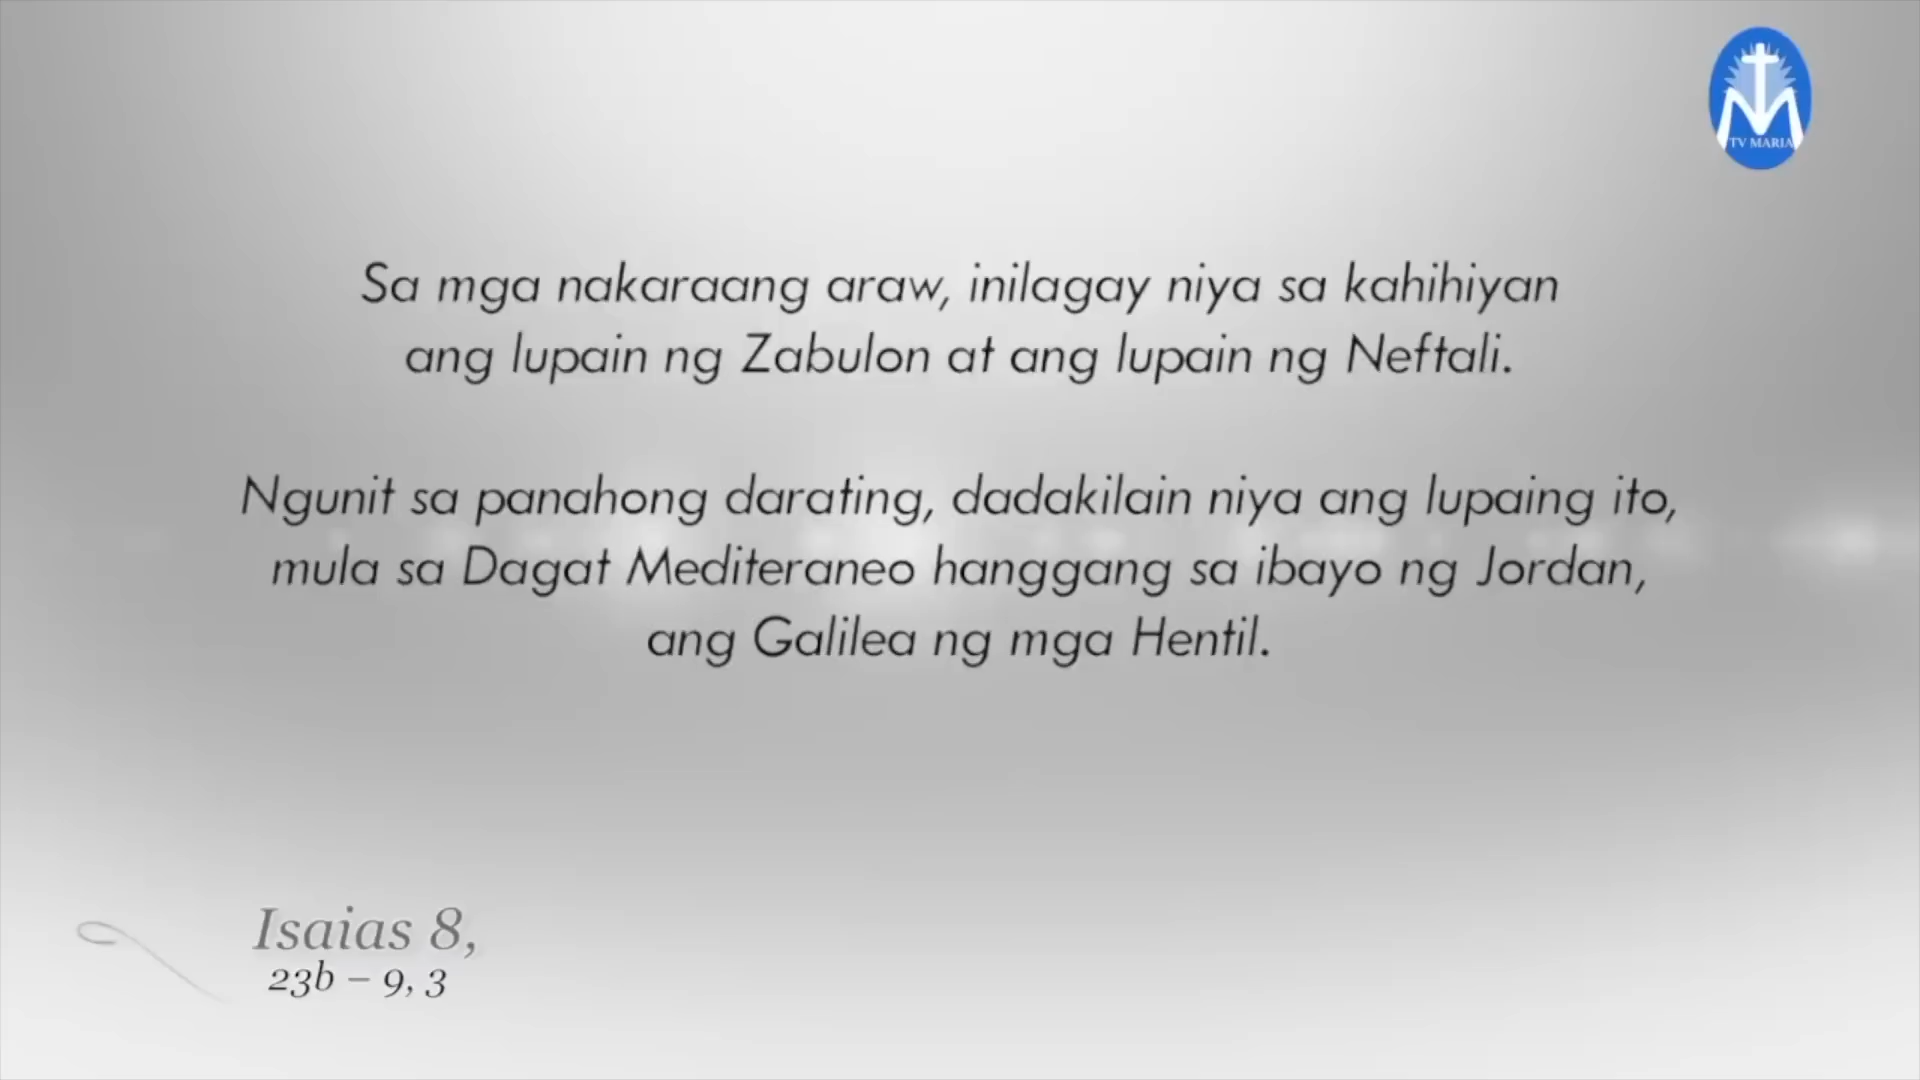 TV MARIA
Sa mga nakaraang araw, inilagay niya sa kahihiyan
ang lupain ng Zabulon at ang lupain ng Neftali.
Ngunit sa panahong darating, dadakilain niya ang lupaing ito,
mula sa Dagat Mediteraneo hanggang sa ibayo ng Jordan,
ang Galilea ng mga Hentil.
Isaias 8,
23b – 9, 3